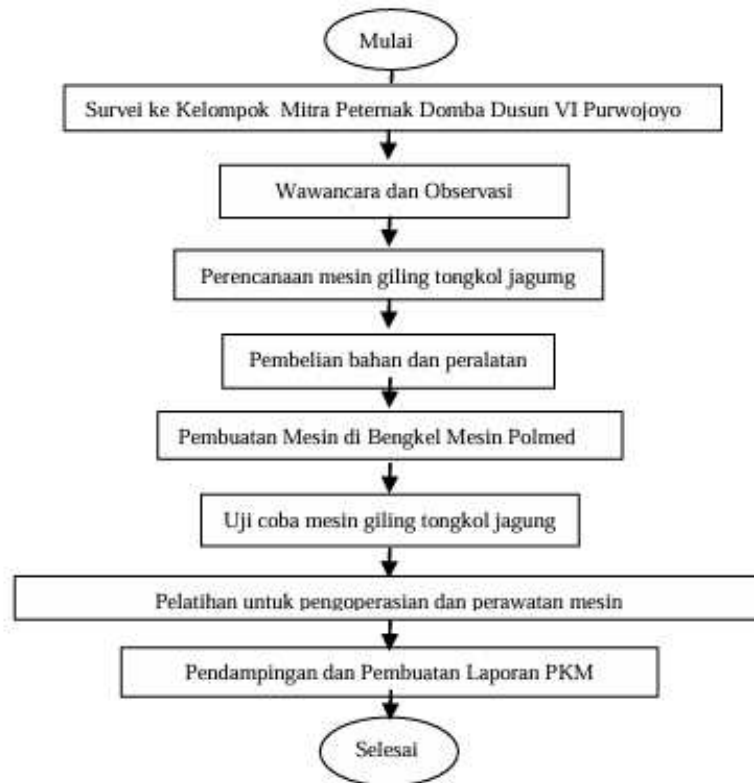 Mulai
Survei ke Kelompok Mitra Peternak Domba Dusun VI Purwojoyo
Wawancara dan Observasi
Perencanaan mesin giling tongkol jagumg
Pembelian bahan dan peralatan
Pembuatan Mesin di Bengkel Mesin Polmed
Uji coba mesin giling tongkol jagung
Pelatihan untuk pengoperasian dan perawatan mesin
Pendampingan dan Pembuatan Laporan PKM
Selesai